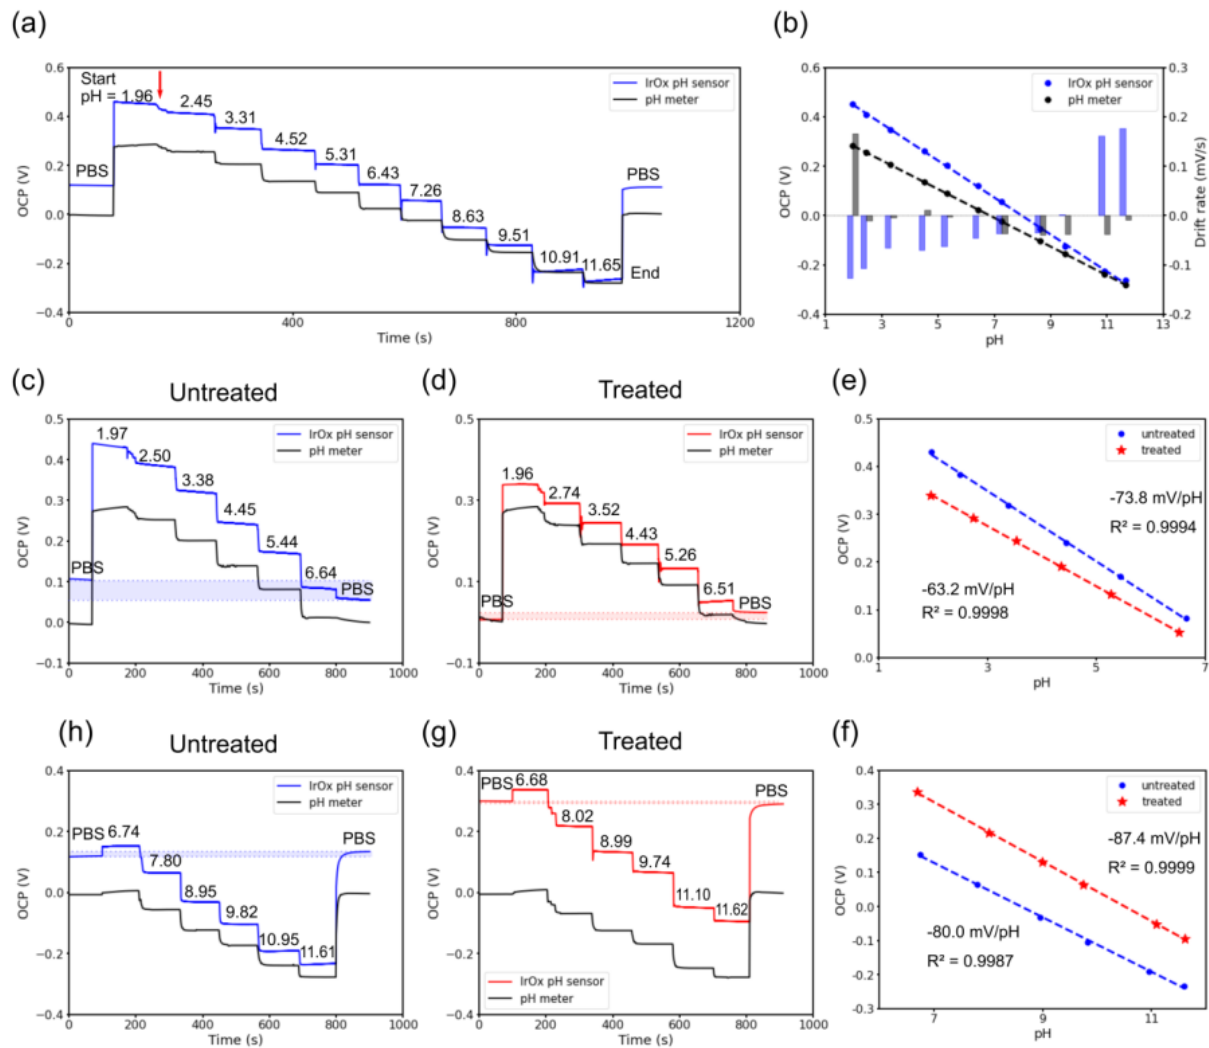 (a)
(b)
0.6
0.4
0.2
0.0
−0.2
−0.4
OCP (V)
0
400
800
1200
Time (s)
Start
pH = 1.96
2.45
3.31
4.52
5.31
6.43
7.26
8.63
9.51
10.91
11.65
PBS
PBS
End
IrOx pH sensor
pH meter
0.6
0.4
0.2
0.0
−0.2
−0.4
OCP (V)
1
3
5
7
9
11
13
pH
0.3
0.2
0.1
0.0
−0.1
−0.2
Drift rate (mV/s)
IrOx pH sensor
pH meter
(c)
Untreated
0.5
0.3
0.2
0.1
0.0
−0.1
OCP (V)
0
200
400
600
800
1000
Time (s)
PBS
1.97
2.50
3.38
4.45
5.44
6.64
PBS
IrOx pH sensor
pH meter
(d)
Treated
0.5
0.3
0.2
0.1
0.0
−0.1
OCP (V)
0
200
400
600
800
1000
Time (s)
PBS
1.96
2.74
3.52
4.43
5.26
6.51
PBS
IrOx pH sensor
pH meter
(e)
0.5
0.4
0.3
0.2
0.1
0.0
OCP (V)
1
3
5
7
pH
untreated
treated
-73.8 mV/pH
R² = 0.9994
-63.2 mV/pH
R² = 0.9998
(h)
Untreated
0.4
0.2
0.0
−0.2
−0.4
OCP (V)
0
200
400
600
800
1000
Time (s)
PBS
6.74
7.80
8.95
9.82
10.95
11.61
PBS
IrOx pH sensor
pH meter
(g)
Treated
0.4
0.2
0.0
−0.2
−0.4
OCP (V)
0
200
400
600
800
1000
Time (s)
PBS
6.68
8.02
8.99
9.74
11.10
11.62
PBS
IrOx pH sensor
pH meter
(f)
0.4
0.3
0.2
0.1
0.0
−0.1
−0.2
−0.3
OCP (V)
7
9
11
pH
untreated
treated
-87.4 mV/pH
R² = 0.9999
-80.0 mV/pH
R² = 0.9987